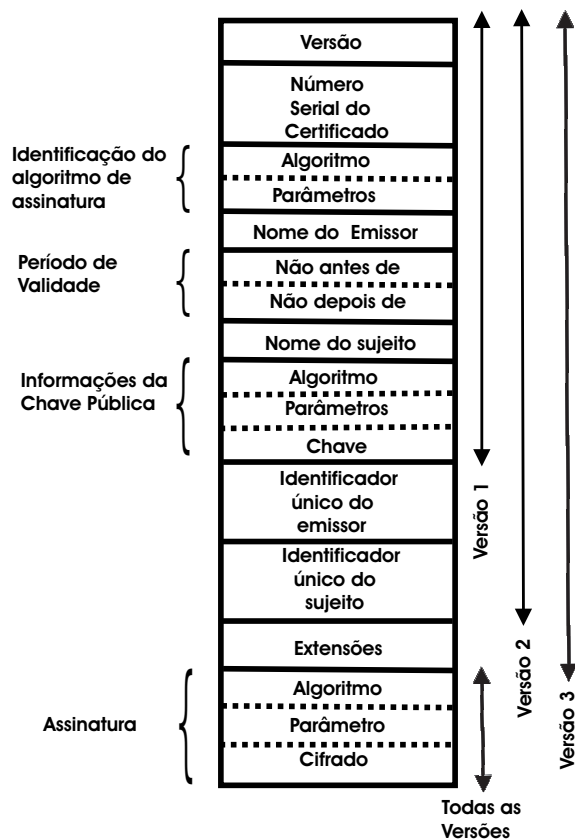 Versão
Número
Serial do
Certificado
Identificação do
algoritmo de
assinatura
Algoritmo
Parâmetros
Nome do Emissor
Período de
Validade
Não antes de
Não depois de
Nome do sujeito
Informações da
Chave Pública
Algoritmo
Parâmetros
Chave
Identificador
único do
emissor
Identificador
único do
sujeito
Extensões
Assinatura
Algoritmo
Parâmetro
Cifrado
Versão 1
Versão 2
Versão 3
Todas as
Versões